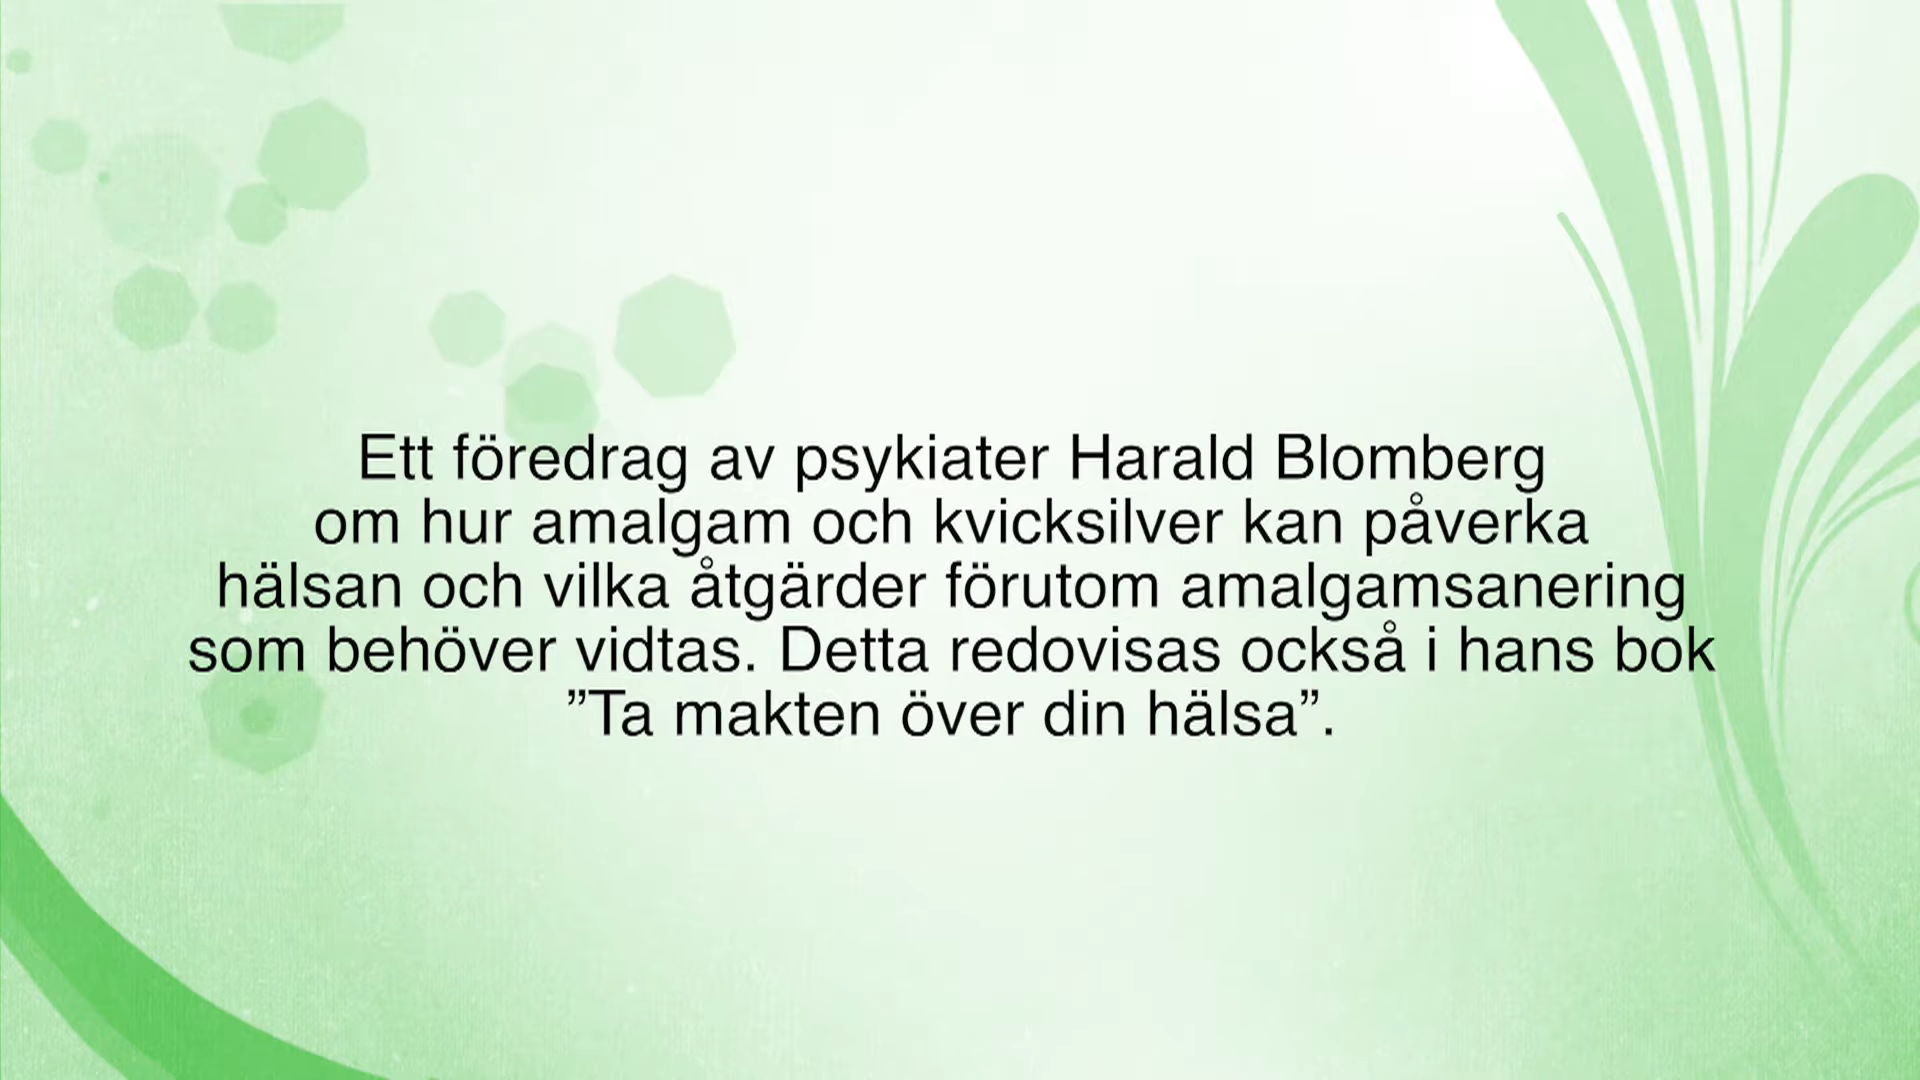 Ett föredrag av psykiater Harald Blomberg
om hur amalgam och kvicksilver kan påverka
hälsan och vilka åtgärder förutom amalgamsanering
som behöver vidtas. Detta redovisas också i hans bok
”Ta makten över din hälsa”.